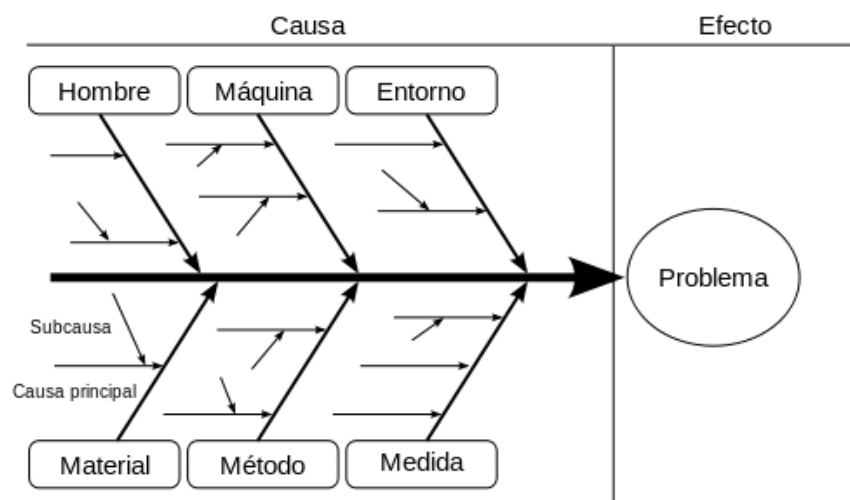 Causa
Efecto
Hombre
Máquina
Entorno
Problema
Subcausa
Causa principal
Material
Método
Medida